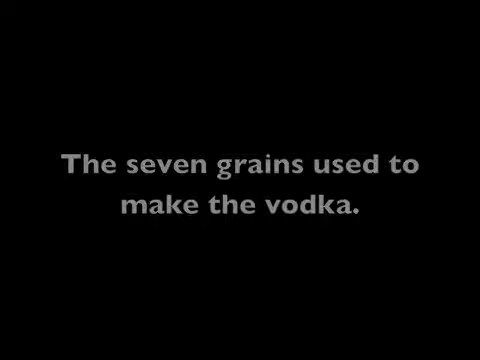 The seven grains used to
make the vodka.